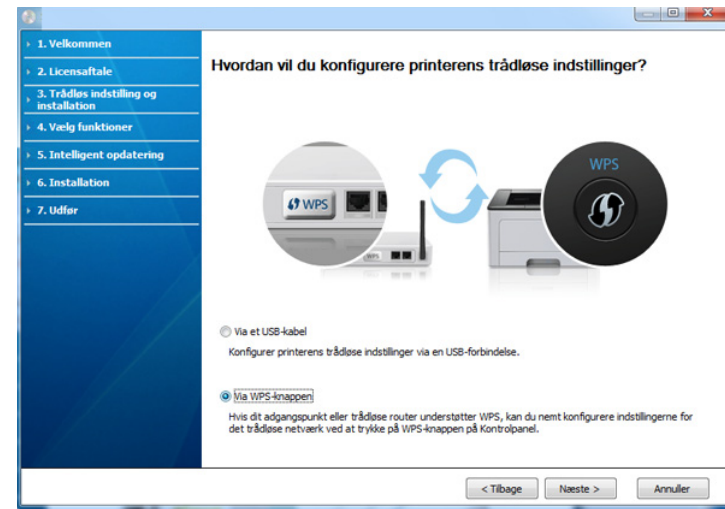 1. Velkommen
2. Licensaftale
3. Trådløs indstilling og
installation
4. Vælg funktioner
5. Intelligent opdatering
6. Installation
7. Udfør
Hvordan vil du konfigurere printerens trådløse indstillinger?
WPS
WPS
WPS
Via et USB-kabel
Konfigurer printerens trådløse indstillinger via en USB-forbindelse.
Via WPS-knappen
Hvis dit adgangspunkt eller trådløse router understøtter WPS, kan du nemt konfigurere indstillingerne for
det trådløse netværk ved at trykke på WPS-knappen på Kontrolpanel.
< Tilbage
Næste >
Annuller